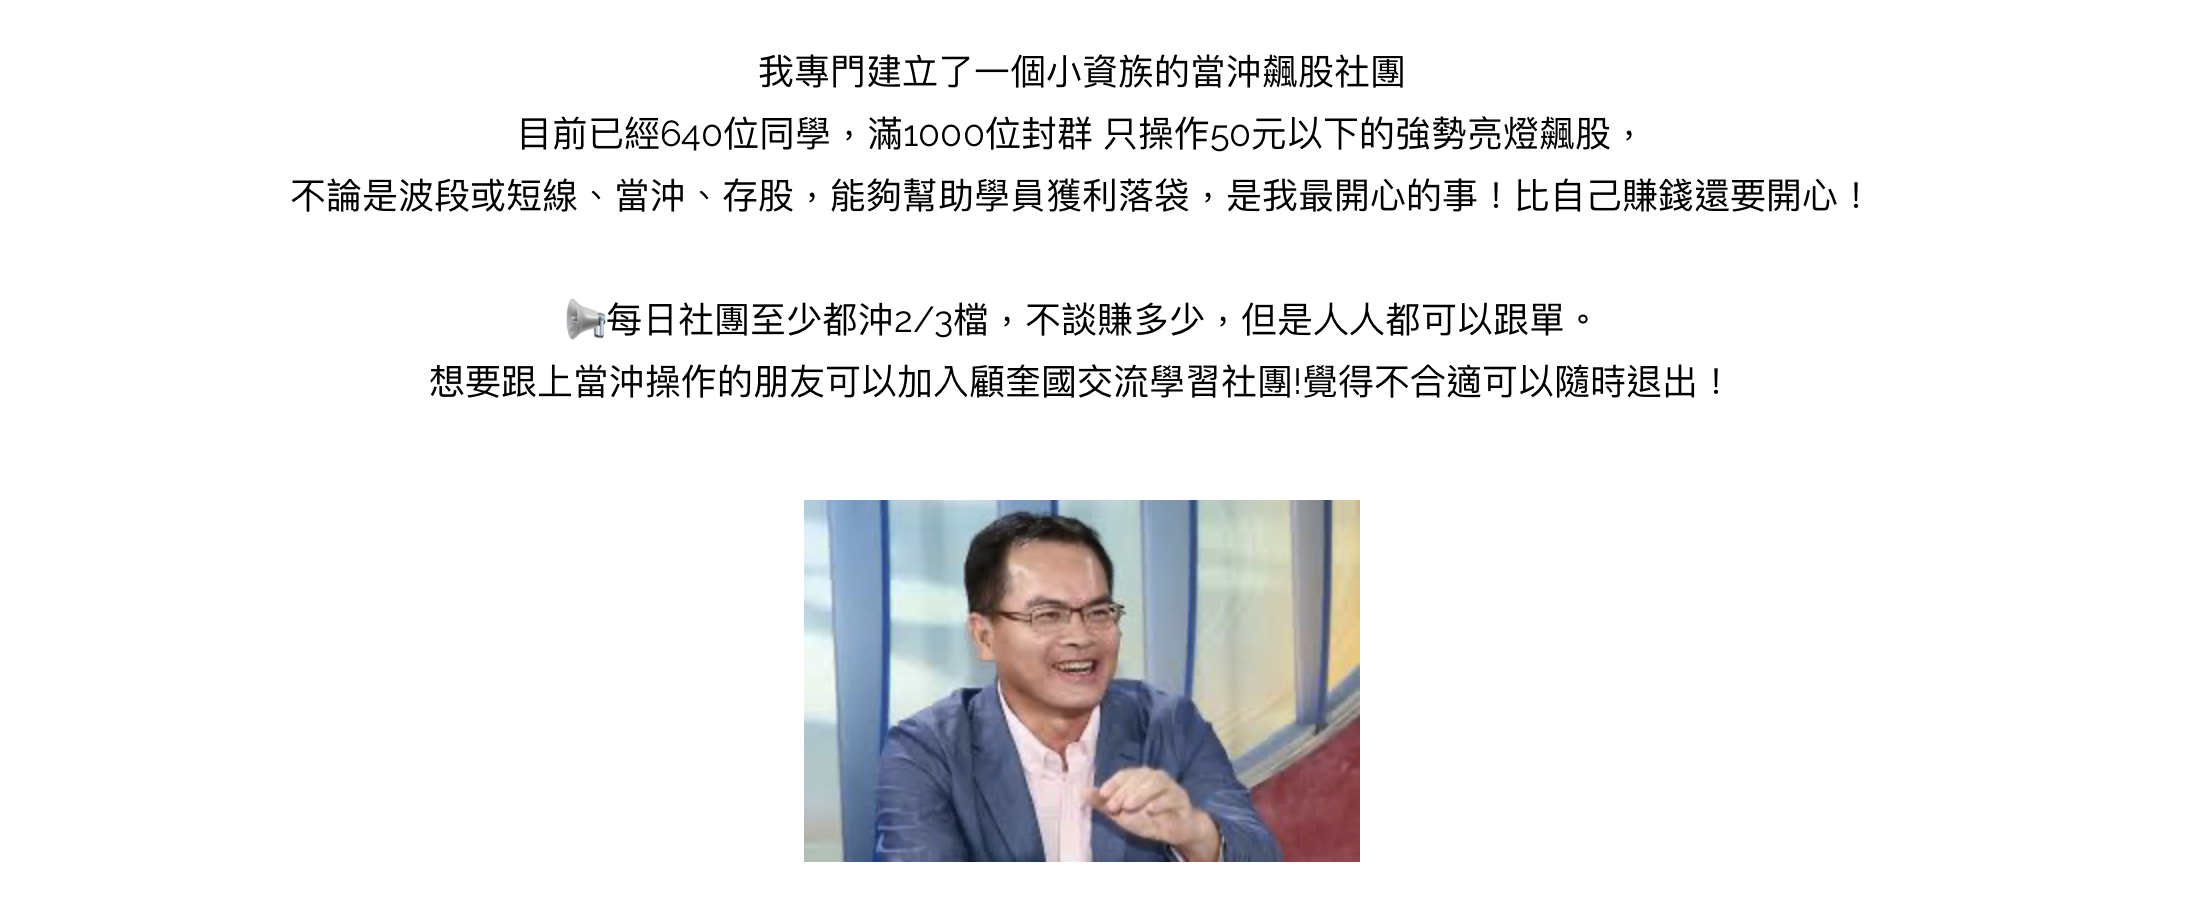 我專門建立了一個小資族的當沖飆股社團
目前已經640位同學，滿1000位封群 只操作50元以下的強勢亮燈飆股，
不論是波段或短線、當沖、存股，能夠幫助學員獲利落袋，是我最開心的事！比自己賺錢還要開心！
📢每日社團至少都沖2/3檔，不談賺多少，但是人人都可以跟單。
想要跟上當沖操作的朋友可以加入顧奎國交流學習社團!覺得不合適可以隨時退出！